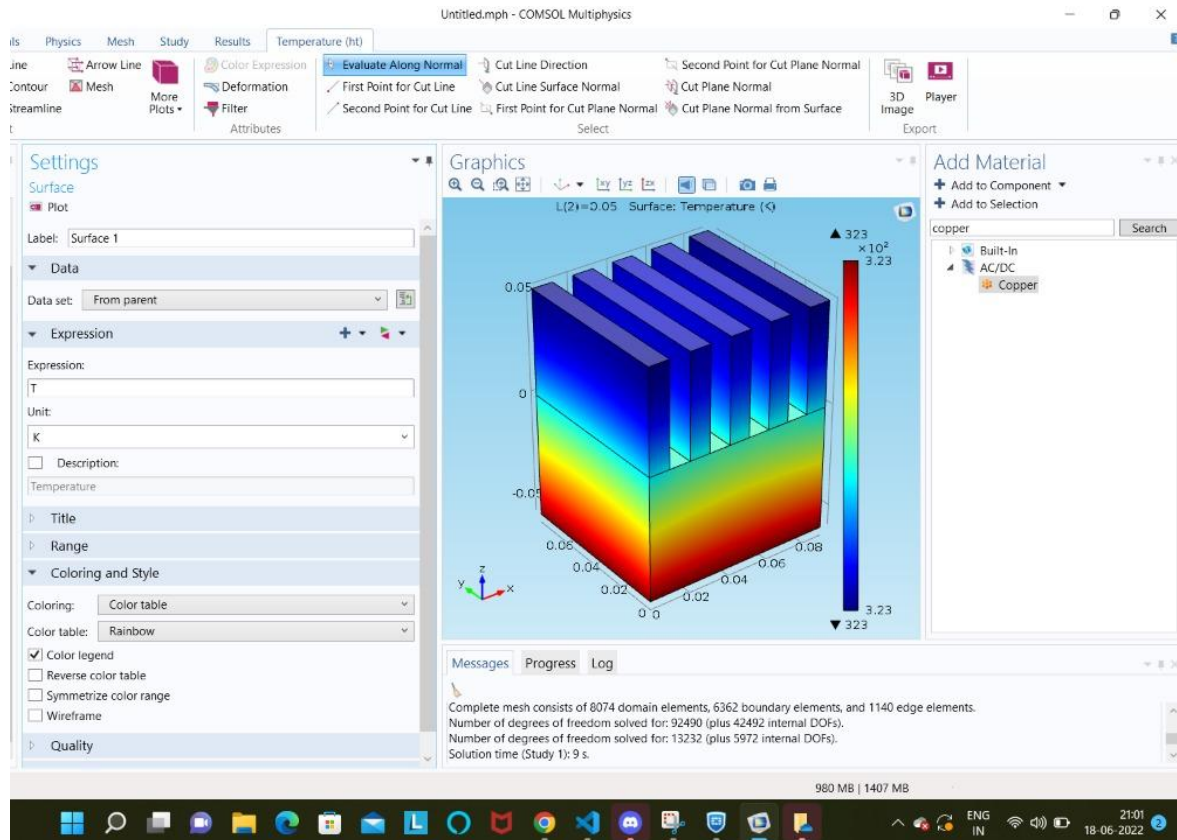 Untitled.mph - COMSOL Multiphysics
ls Physics Mesh Study Results Temperature (ht)
ine Arrow Line Color Expression Evaluate Along Normal Cut Line Direction Second Point for Cut Plane Normal
Contour Mesh Deformation First Point for Cut Line Cut Line Surface Normal Cut Plane Normal
Streamline More Plots Filter Second Point for Cut Line First Point for Cut Plane Normal Cut Plane Normal from Surface 3D Image Player
t Attributes Select Export
Settings
Surface
Plot
Label: Surface 1
Data
Data set: From parent
Expression
Expression:
T
Unit:
K
Description:
Temperature
Title
Range
Coloring and Style
Coloring: Color table
Color table: Rainbow
Color legend
Reverse color table
Symmetrize color range
Wireframe
Quality
Graphics
xy yz zx
L(2)=0.05 Surface: Temperature (K)
▲ 323
×10²
3.23
0.05
0
-0.05
0.06
0.04
0.02
0 0
0.02
0.04
0.06
0.08
z
y x
3.23
▼ 323
Messages Progress Log
Complete mesh consists of 8074 domain elements, 6362 boundary elements, and 1140 edge elements.
Number of degrees of freedom solved for: 92490 (plus 42492 internal DOFs).
Number of degrees of freedom solved for: 13232 (plus 5972 internal DOFs).
Solution time (Study 1): 9 s.
Add Material
Add to Component
Add to Selection
copper Search
Built-In
AC/DC
Copper
980 MB | 1407 MB
L
ENG
IN
21:01
18-06-2022
2